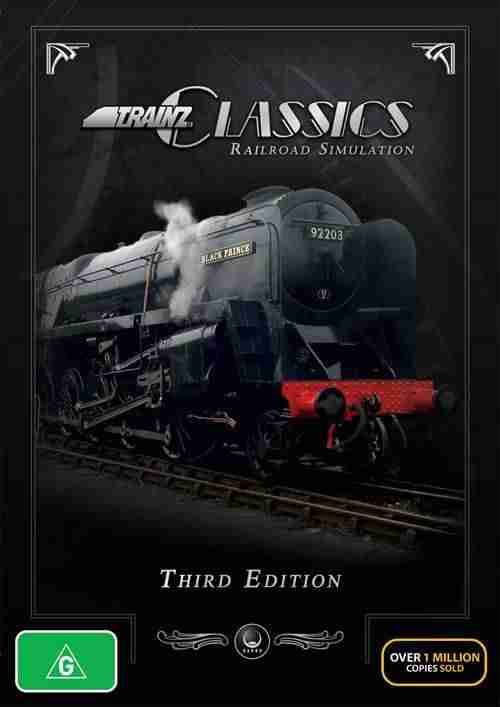 TRAINZ CLASSICS
RAILROAD SIMULATION
92203
BLACK PRINCE
THIRD EDITION
G
OVER 1 MILLION
COPIES SOLD